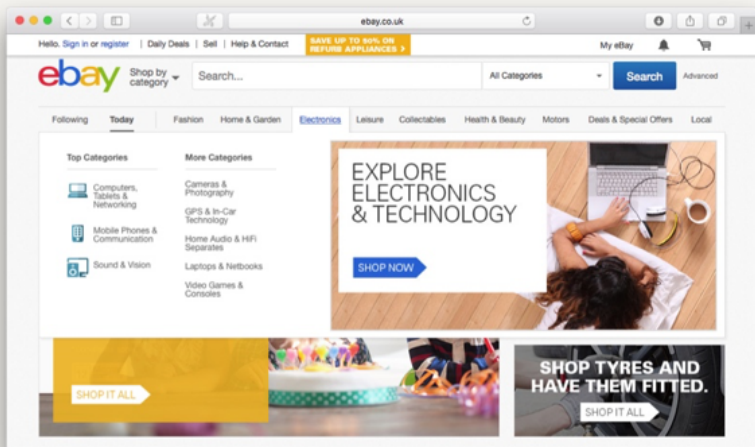 ebay.co.uk
Hello. Sign in or register | Daily Deals | Sell | Help & Contact
SAVE UP TO 50% ON
REFURB APPLIANCES >
My eBay
ebay
Shop by
category
Search...
All Categories
Search
Advanced
Following Today Fashion Home & Garden Electronics Leisure Collectables Health & Beauty Motors Deals & Special Offers Local
Top Categories
Computers,
Tablets &
Networking
Mobile Phones &
Communication
Sound & Vision
More Categories
Cameras &
Photography
GPS & In-Car
Technology
Home Audio & HiFi
Separates
Laptops & Netbooks
Video Games &
Consoles
EXPLORE
ELECTRONICS
& TECHNOLOGY
SHOP NOW
SHOP IT ALL
SHOP TYRES AND
HAVE THEM FITTED.
SHOP IT ALL